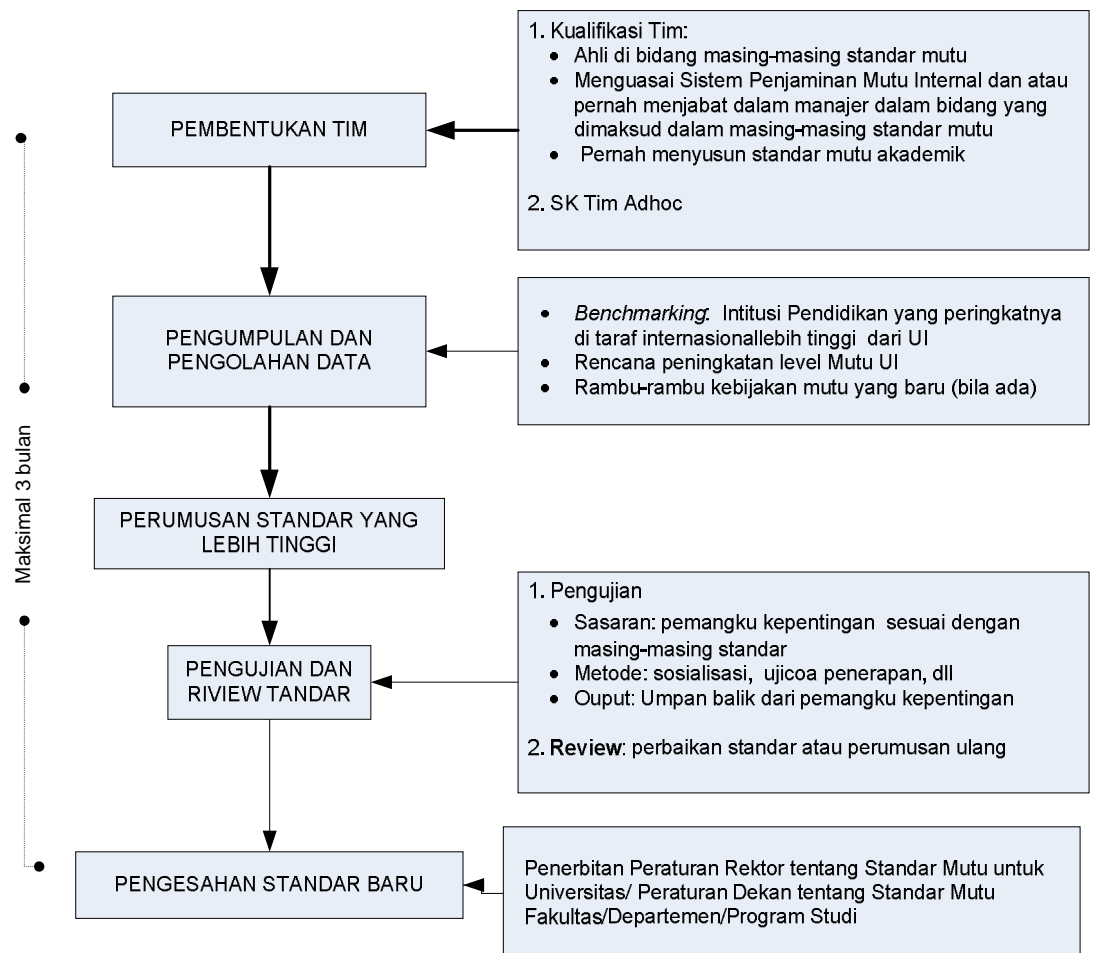 1. Kualifikasi Tim:
• Ahli di bidang masing-masing standar mutu
• Menguasai Sistem Penjaminan Mutu Internal dan atau
pernah menjabat dalam manajer dalam bidang yang
dimaksud dalam masing-masing standar mutu
• Pernah menyusun standar mutu akademik
2. SK Tim Adhoc
PEMBENTUKAN TIM
• Benchmarking: Intitusi Pendidikan yang peringkatnya
di taraf internasionallebih tinggi dari UI
• Rencana peningkatan level Mutu UI
• Rambu-rambu kebijakan mutu yang baru (bila ada)
PENGUMPULAN DAN
PENGOLAHAN DATA
Maksimal 3 bulan
PERUMUSAN STANDAR YANG
LEBIH TINGGI
1. Pengujian
• Sasaran: pemangku kepentingan sesuai dengan
masing-masing standar
• Metode: sosialisasi, ujicoa penerapan, dll
• Ouput: Umpan balik dari pemangku kepentingan
2. Review: perbaikan standar atau perumusan ulang
PENGUJIAN DAN
RIVIEW TANDAR
PENGESAHAN STANDAR BARU
Penerbitan Peraturan Rektor tentang Standar Mutu untuk
Universitas/ Peraturan Dekan tentang Standar Mutu
Fakultas/Departemen/Program Studi